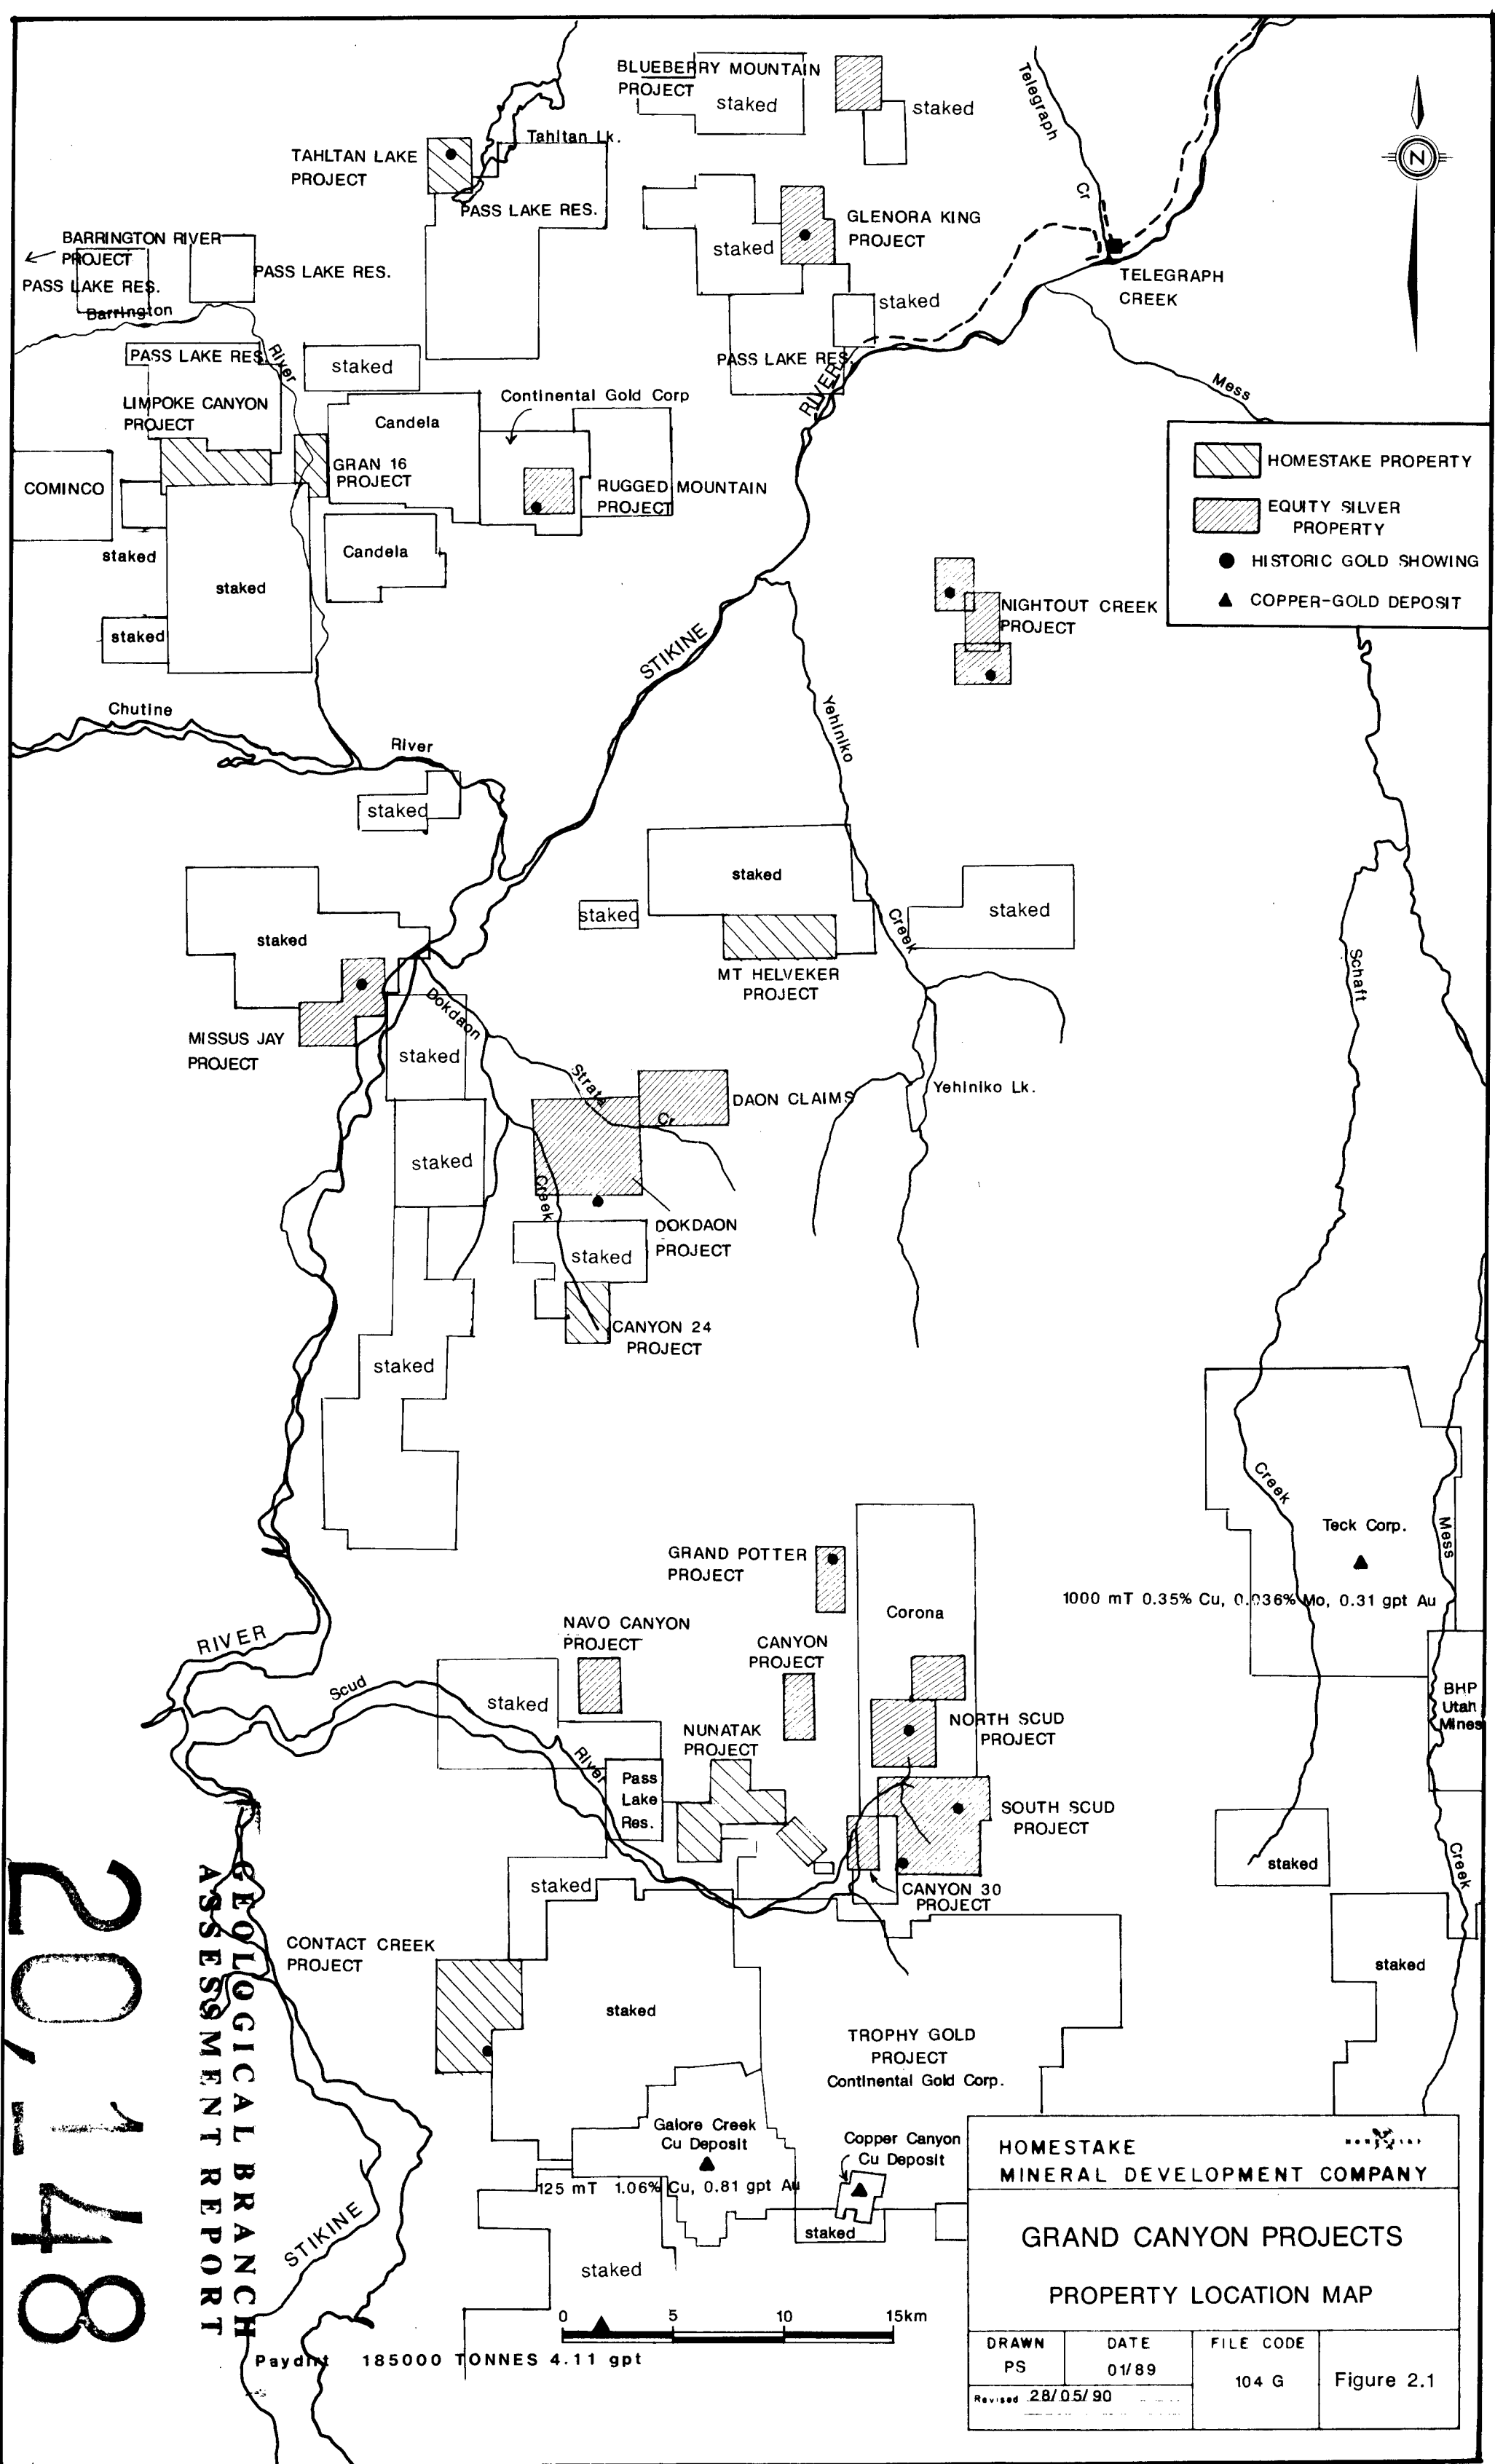 BLUEBERRY MOUNTAIN
PROJECT
staked
staked
Telegraph
Cr
N
TAHLTAN LAKE
PROJECT
Tahltan Lk.
PASS LAKE RES.
GLENORA KING
PROJECT
staked
BARRINGTON RIVER
PROJECT
PASS LAKE RES.
PASS LAKE RES.
Barrington
River
TELEGRAPH
CREEK
staked
PASS LAKE RES.
PASS LAKE RES.
staked
Mess
LIMPOKE CANYON
PROJECT
Candela
Continental Gold Corp
RIVER
COMINCO
GRAN 16
PROJECT
RUGGED MOUNTAIN
PROJECT
HOMESTAKE PROPERTY
EQUITY SILVER
PROPERTY
HISTORIC GOLD SHOWING
COPPER-GOLD DEPOSIT
staked
Candela
staked
staked
NIGHTOUT CREEK
PROJECT
STIKINE
Yehiniko
Chutine
River
staked
staked
staked
staked
Creek
staked
MT HELVEKER
PROJECT
Schaft
MISSUS JAY
PROJECT
Dokdaon
staked
Strata
Cr
DAON CLAIMS
Yehiniko Lk.
staked
Creek
DOKDAON
PROJECT
staked
CANYON 24
PROJECT
staked
Creek
Teck Corp.
Mess
1000 mT 0.35% Cu, 0.036% Mo, 0.31 gpt Au
GRAND POTTER
PROJECT
Corona
RIVER
NAVO CANYON
PROJECT
CANYON
PROJECT
Scud
staked
BHP
Utah
Mines
NORTH SCUD
PROJECT
NUNATAK
PROJECT
River
Pass
Lake
Res.
SOUTH SCUD
PROJECT
staked
Creek
staked
CANYON 30
PROJECT
CONTACT CREEK
PROJECT
staked
staked
TROPHY GOLD
PROJECT
Continental Gold Corp.
Galore Creek
Cu Deposit
125 mT 1.06% Cu, 0.81 gpt Au
Copper Canyon
Cu Deposit
staked
staked
STIKINE
GEOLOGICAL BRANCH
ASSESSMENT REPORT
20,148
0 5 10 15km
Paydirt 185000 TONNES 4.11 gpt
HOMESTAKE
MINERAL DEVELOPMENT COMPANY
GRAND CANYON PROJECTS
PROPERTY LOCATION MAP
DRAWN
PS
DATE
01/89
FILE CODE
104 G
Figure 2.1
Revised 28/05/90